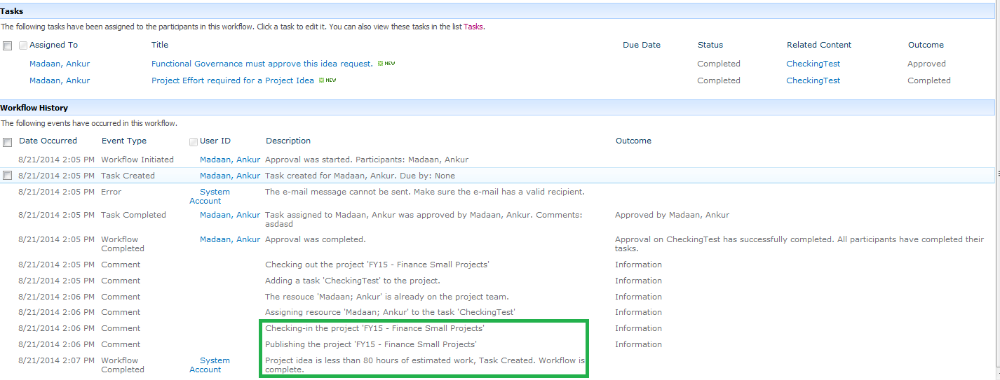 Tasks
The following tasks have been assigned to the participants in this workflow. Click a task to edit it. You can also view these tasks in the list Tasks.
Assigned To Title Due Date Status Related Content Outcome
Madaan, Ankur Functional Governance must approve this idea request. NEW Completed CheckingTest Approved
Madaan, Ankur Project Effort required for a Project Idea NEW Completed CheckingTest Completed
Workflow History
The following events have occurred in this workflow.
Date Occurred Event Type User ID Description Outcome
8/21/2014 2:05 PM Workflow Initiated Madaan, Ankur Approval was started. Participants: Madaan, Ankur
8/21/2014 2:05 PM Task Created Madaan, Ankur Task created for Madaan, Ankur. Due by: None
8/21/2014 2:05 PM Error System The e-mail message cannot be sent. Make sure the e-mail has a valid recipient.
Account
8/21/2014 2:05 PM Task Completed Madaan, Ankur Task assigned to Madaan, Ankur was approved by Madaan, Ankur. Comments: Approved by Madaan, Ankur
asdasd
8/21/2014 2:05 PM Workflow Madaan, Ankur Approval was completed. Approval on CheckingTest has successfully completed. All participants have completed their
Completed tasks.
8/21/2014 2:05 PM Comment Checking out the project 'FY15 - Finance Small Projects' Information
8/21/2014 2:05 PM Comment Adding a task 'CheckingTest' to the project. Information
8/21/2014 2:06 PM Comment The resouce 'Madaan; Ankur' is already on the project team. Information
8/21/2014 2:06 PM Comment Assigning resource 'Madaan; Ankur' to the task 'CheckingTest' Information
8/21/2014 2:06 PM Comment Checking-in the project 'FY15 - Finance Small Projects' Information
8/21/2014 2:06 PM Comment Publishing the project 'FY15 - Finance Small Projects' Information
8/21/2014 2:07 PM Workflow System Project idea is less than 80 hours of estimated work, Task Created. Workflow is
Completed Account complete.